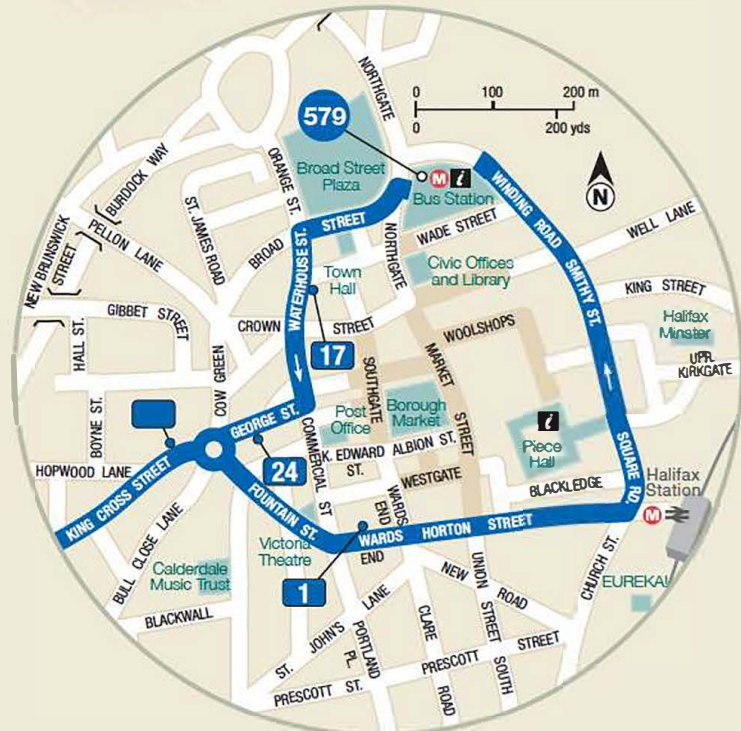 NORTHGATE
0 100 200 m
0 200 yds
579
N
BURDOCK WAY
ORANGE ST.
Broad Street
Plaza
M i
Bus Station
WINDING ROAD
NEW BRUNSWICK
STREET
PELLON LANE
ST. JAMES ROAD
BROAD STREET
NORTHGATE
WADE STREET
WELL LANE
WATERHOUSE ST.
Town
Hall
Civic Offices
and Library
SMITHY ST.
KING STREET
GIBBET STREET
CROWN STREET
17
WOOLSHOPS
Halifax
Minster
UPR.
KIRKGATE
HALL ST.
COW GREEN
SOUTHGATE
MARKET STREET
BOYNE ST.
GEORGE ST.
COMMERCIAL ST
Post
Office
Borough
Market
i
Piece
Hall
SQUARE RD.
HOPWOOD LANE
24
K. EDWARD ALBION ST.
ST.
WESTGATE
BLACKLEDGE
Halifax
Station
M
KING CROSS STREET
FOUNTAIN ST.
WARDS
END
WARDS HORTON STREET
END
BULL CLOSE LANE
Victoria
Theatre
Calderdale
Music Trust
1
NEW ROAD
UNION STREET SOUTH
CHURCH ST.
EUREKA!
BLACKWALL
ST. JOHN'S LANE
PORTLAND
PL.
CLARE ROAD
PRESCOTT ST.
PRESCOTT STREET